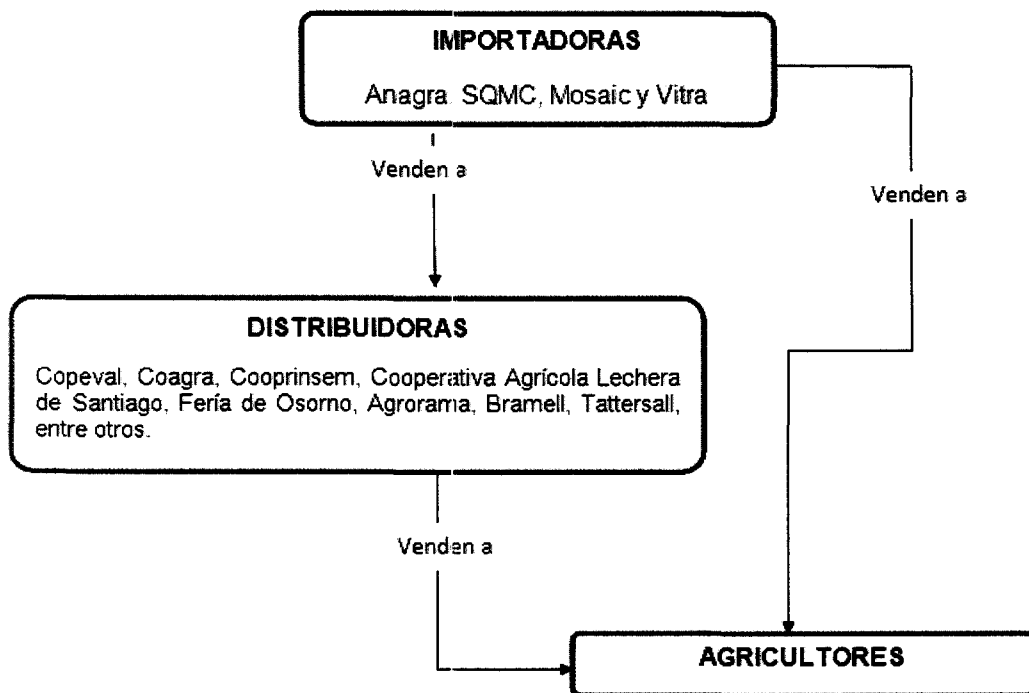 IMPORTADORAS
Anagra, SQMC, Mosaic y Vitra
Venden a
Venden a
DISTRIBUIDORAS
Copeval, Coagra, Cooprinsem, Cooperativa Agrícola Lechera
de Santiago, Fería de Osorno, Agrorama, Bramell, Tattersall,
entre otros.
Venden a
AGRICULTORES